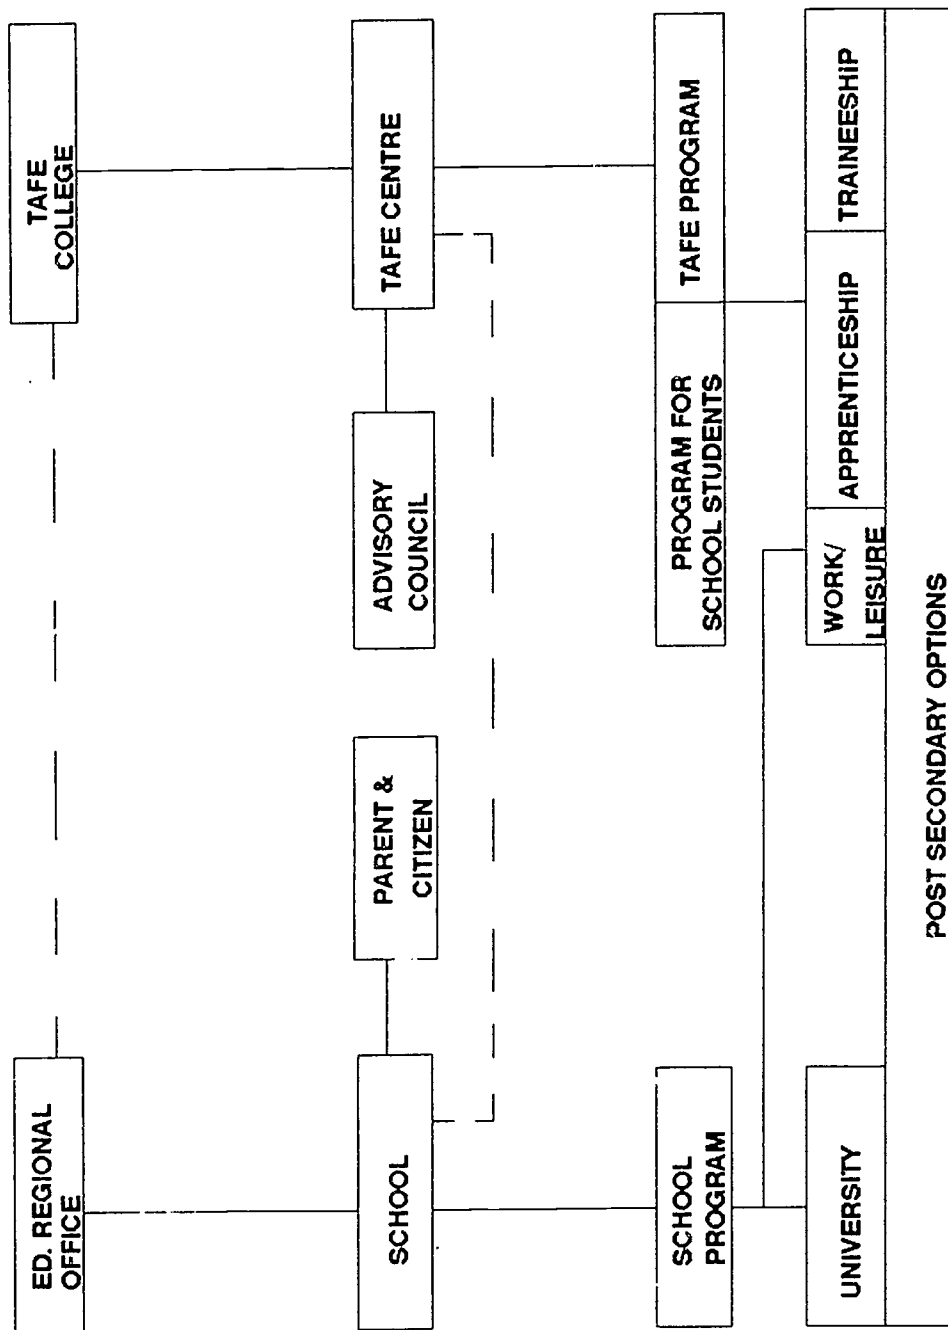 ED. REGIONAL
OFFICE
TAFE
COLLEGE
SCHOOL
PARENT &
CITIZEN
ADVISORY
COUNCIL
TAFE CENTRE
SCHOOL
PROGRAM
PROGRAM FOR
SCHOOL STUDENTS
TAFE PROGRAM
UNIVERSITY
WORK/
LEISURE
APPRENTICESHIP
TRAINEESHIP
POST SECONDARY OPTIONS